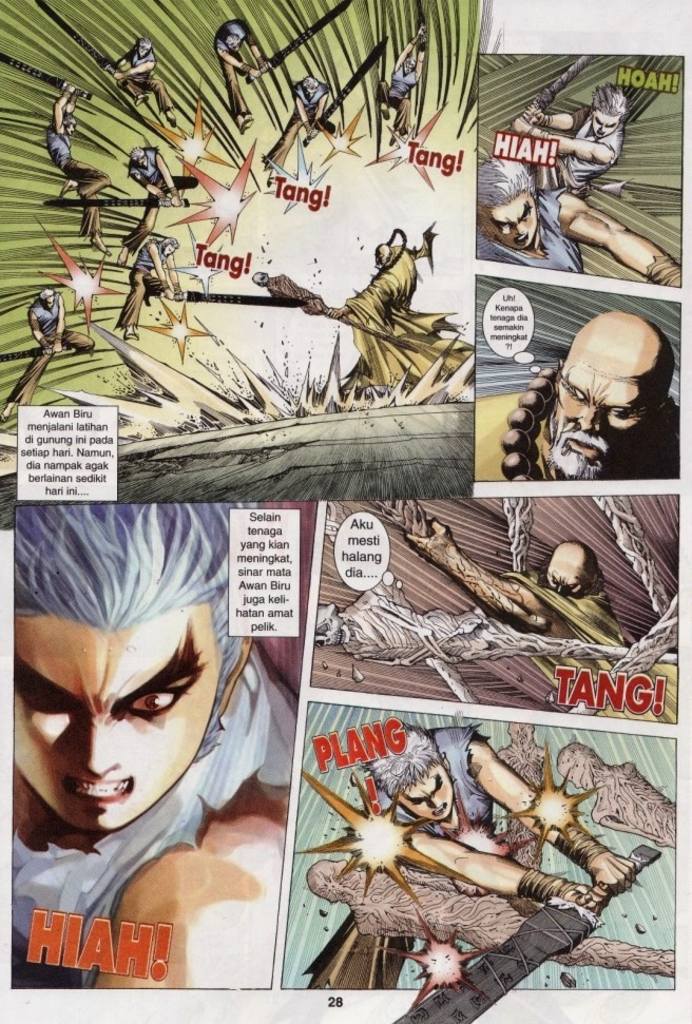 Tang!
Tang!
Tang!
Awan Biru
menjalani latihan
di gunung ini pada
setiap hari. Namun,
dia nampak agak
berlainan sedikit
hari ini....
HOAH!
HIAH!
Uh!
Kenapa
tenaga dia
semakin
meningkat
?!
Selain
tenaga
yang kian
meningkat,
sinar mata
Awan Biru
juga keli-
hatan amat
pelik.
HIAH!
Aku
mesti
halang
dia....
TANG!
PLANG
!
28